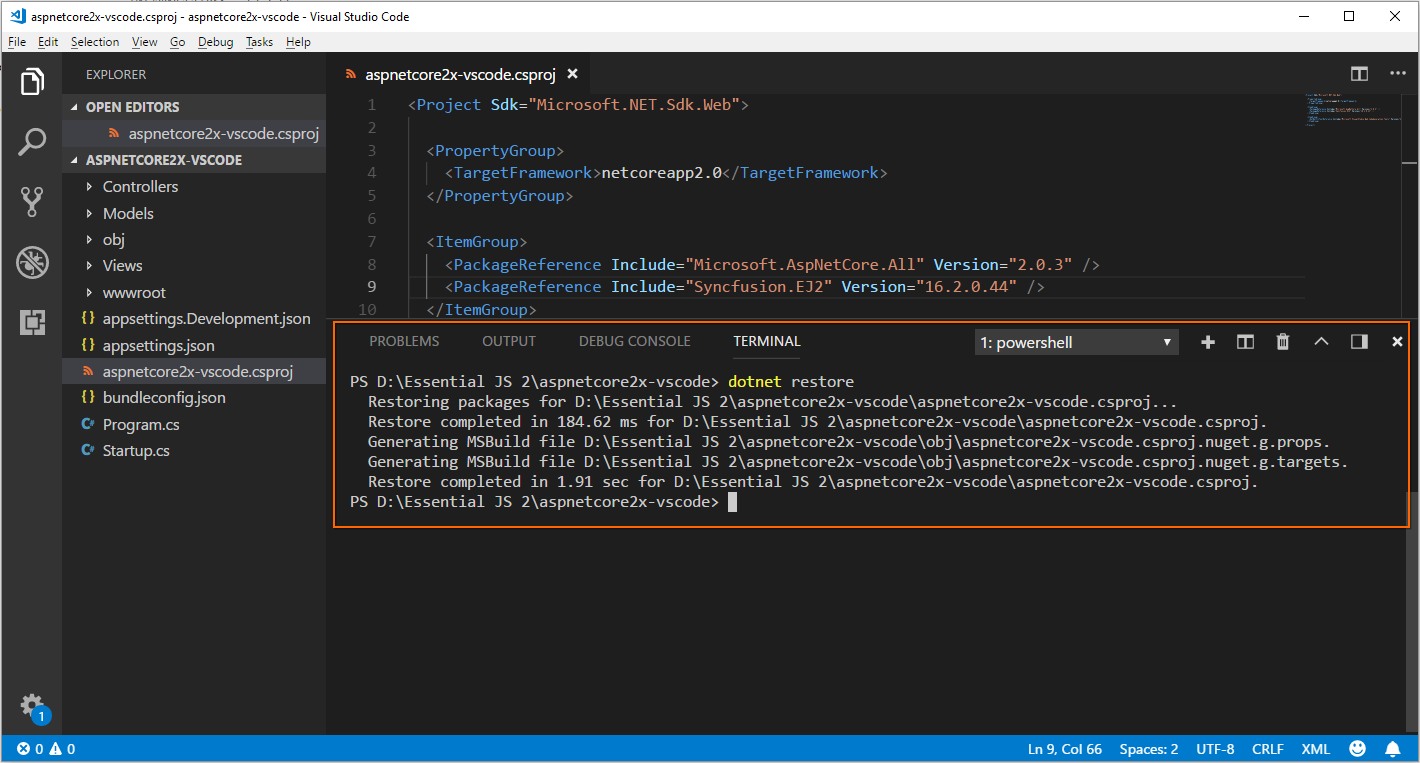 aspnetcore2x-vscode.csproj - aspnetcore2x-vscode - Visual Studio Code
File Edit Selection View Go Debug Tasks Help
EXPLORER
OPEN EDITORS
aspnetcore2x-vscode.csproj
ASPNETCORE2X-VSCODE
Controllers
Models
obj
Views
wwwroot
{} appsettings.Development.json
{} appsettings.json
aspnetcore2x-vscode.csproj
{} bundleconfig.json
C# Program.cs
C# Startup.cs
aspnetcore2x-vscode.csproj
1 <Project Sdk="Microsoft.NET.Sdk.Web">
2
3 <PropertyGroup>
4 <TargetFramework>netcoreapp2.0</TargetFramework>
5 </PropertyGroup>
6
7 <ItemGroup>
8 <PackageReference Include="Microsoft.AspNetCore.All" Version="2.0.3" />
9 <PackageReference Include="Syncfusion.EJ2" Version="16.2.0.44" />
10 </ItemGroup>
PROBLEMS OUTPUT DEBUG CONSOLE TERMINAL 1: powershell
PS D:\Essential JS 2\aspnetcore2x-vscode> dotnet restore
Restoring packages for D:\Essential JS 2\aspnetcore2x-vscode\aspnetcore2x-vscode.csproj...
Restore completed in 184.62 ms for D:\Essential JS 2\aspnetcore2x-vscode\aspnetcore2x-vscode.csproj.
Generating MSBuild file D:\Essential JS 2\aspnetcore2x-vscode\obj\aspnetcore2x-vscode.csproj.nuget.g.props.
Generating MSBuild file D:\Essential JS 2\aspnetcore2x-vscode\obj\aspnetcore2x-vscode.csproj.nuget.g.targets.
Restore completed in 1.91 sec for D:\Essential JS 2\aspnetcore2x-vscode\aspnetcore2x-vscode.csproj.
PS D:\Essential JS 2\aspnetcore2x-vscode>
1
0 0 Ln 9, Col 66 Spaces: 2 UTF-8 CRLF XML